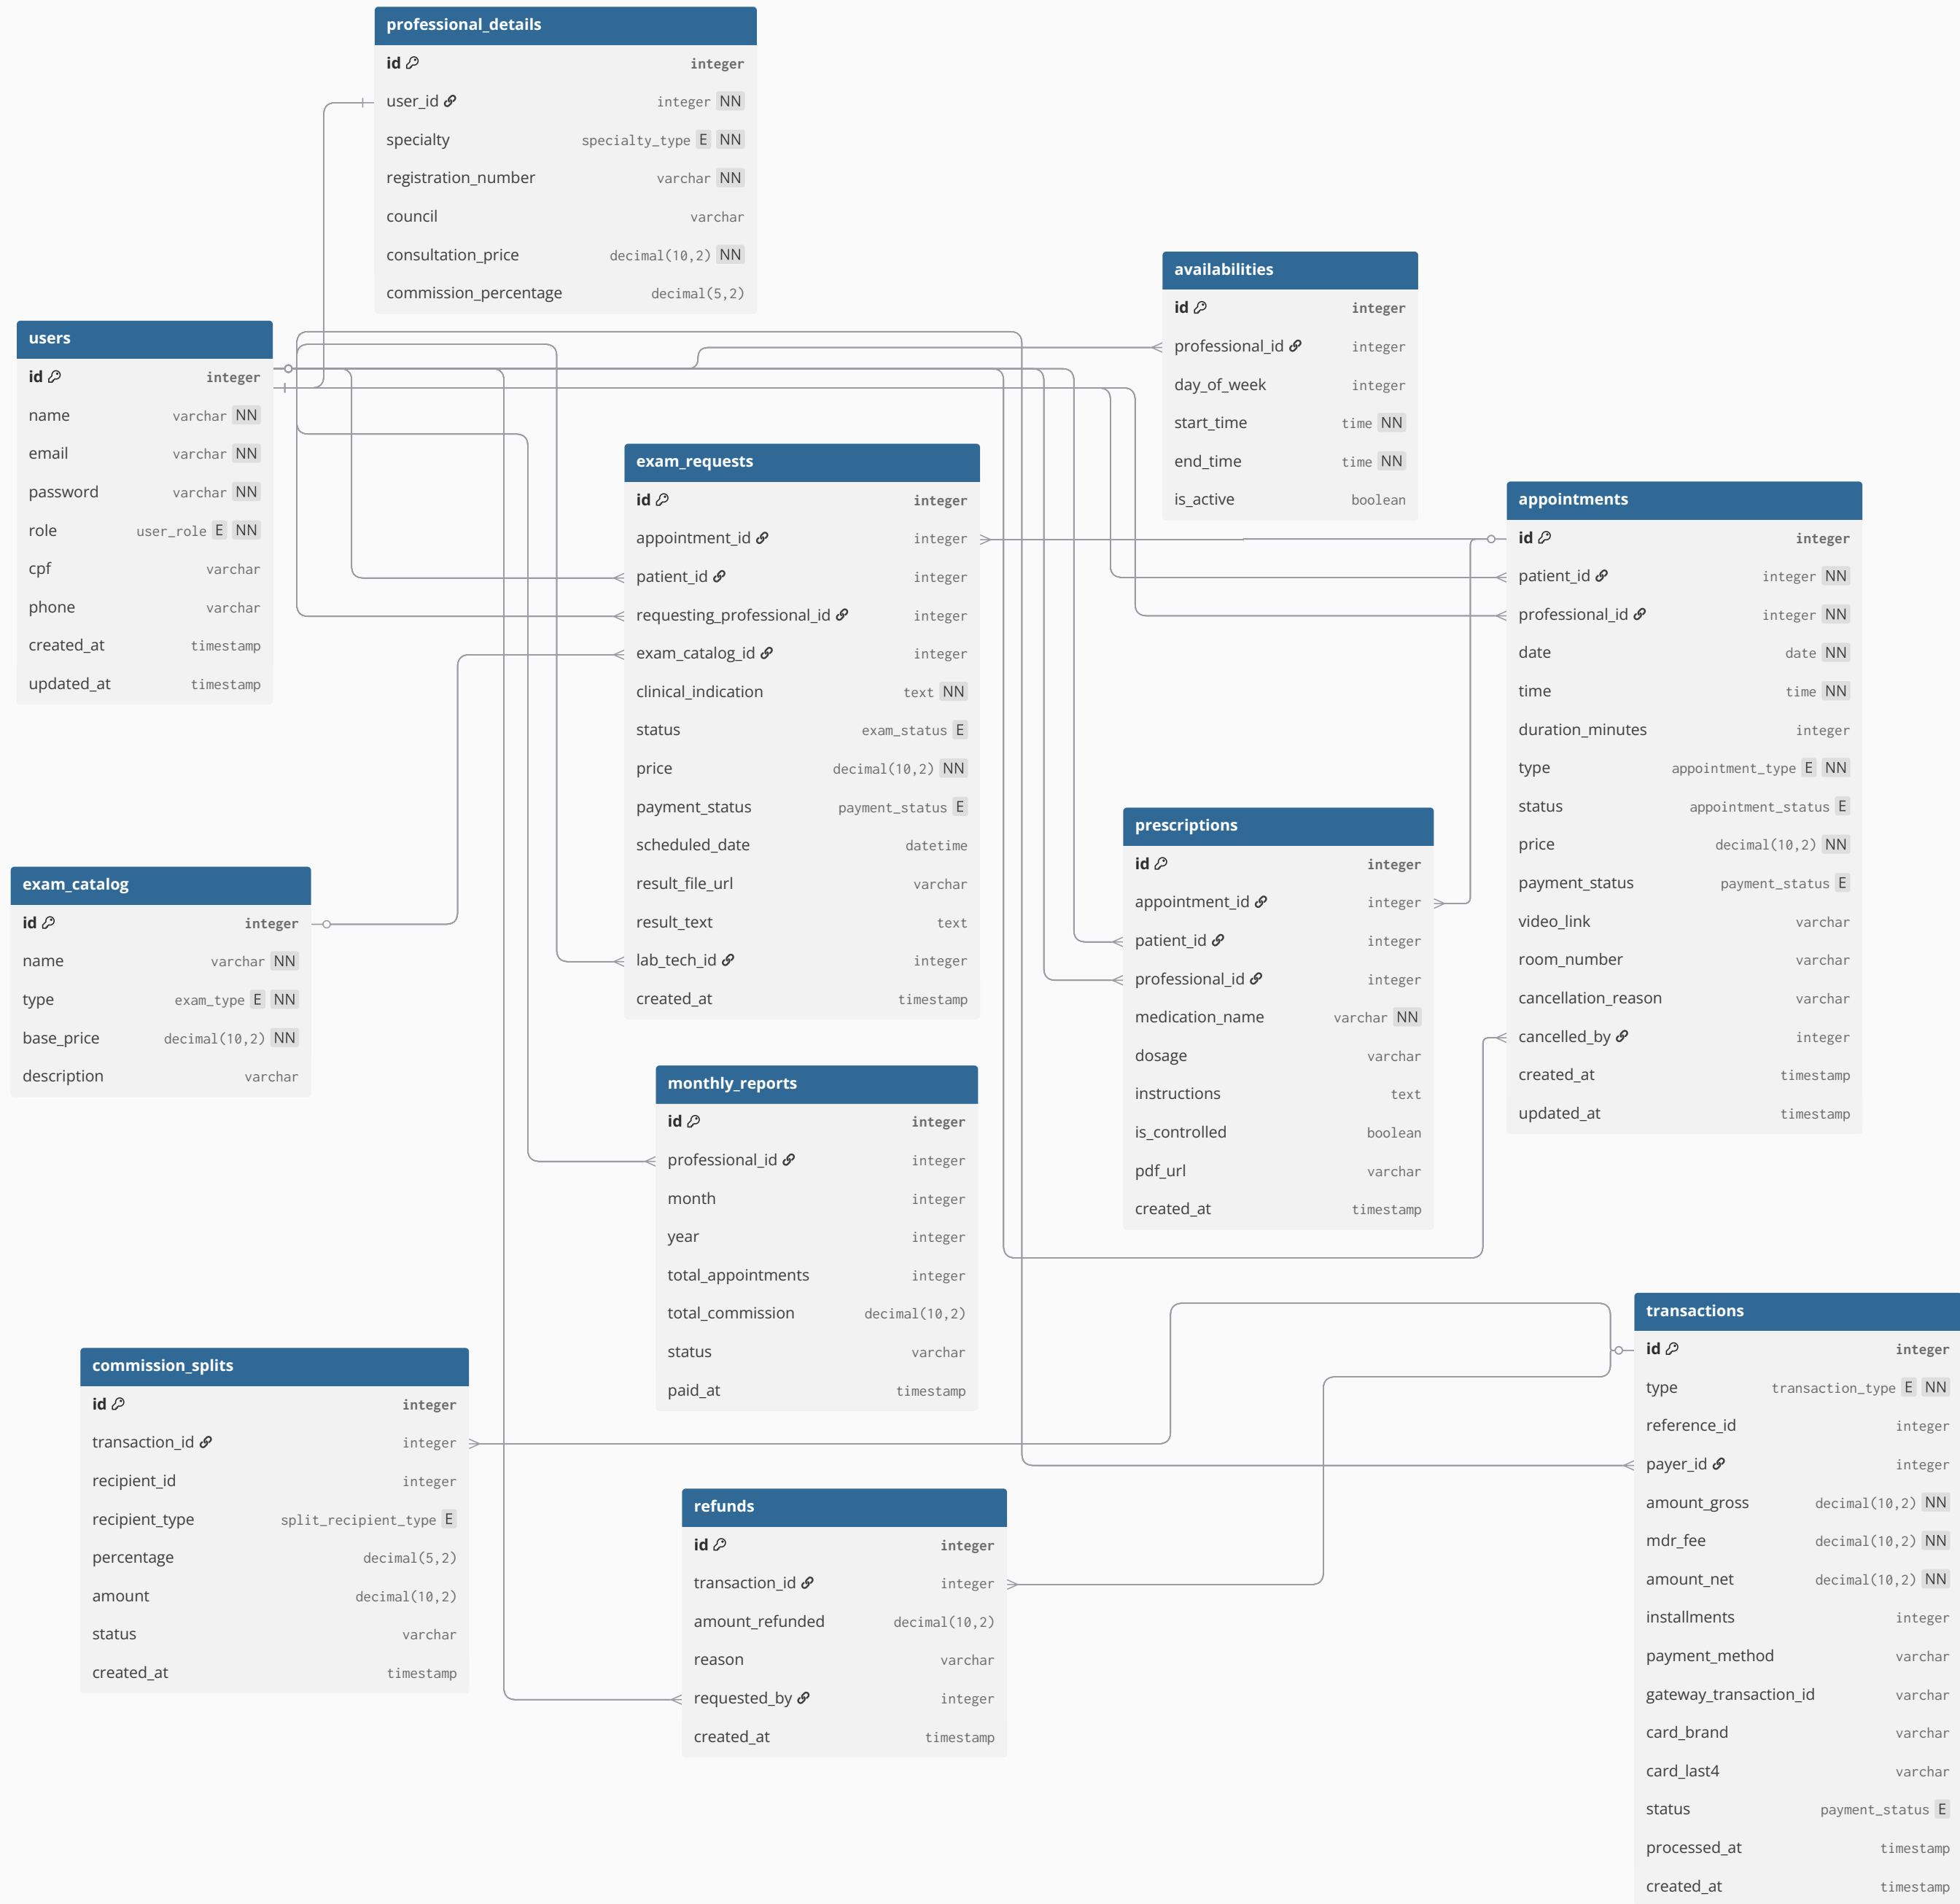 professional_details
id integer
user_id integer NN
specialty specialty_type E NN
registration_number varchar NN
council varchar
consultation_price decimal(10,2) NN
commission_percentage decimal(5,2)
availabilities
id integer
professional_id integer
day_of_week integer
start_time time NN
end_time time NN
is_active boolean
users
id integer
name varchar NN
email varchar NN
password varchar NN
role user_role E NN
cpf varchar
phone varchar
created_at timestamp
updated_at timestamp
exam_requests
id integer
appointment_id integer
patient_id integer
requesting_professional_id integer
exam_catalog_id integer
clinical_indication text NN
status exam_status E
price decimal(10,2) NN
payment_status payment_status E
scheduled_date datetime
result_file_url varchar
result_text text
lab_tech_id integer
created_at timestamp
appointments
id integer
patient_id integer NN
professional_id integer NN
date date NN
time time NN
duration_minutes integer
type appointment_type E NN
status appointment_status E
price decimal(10,2) NN
payment_status payment_status E
video_link varchar
room_number varchar
cancellation_reason varchar
cancelled_by integer
created_at timestamp
updated_at timestamp
prescriptions
id integer
appointment_id integer
patient_id integer
professional_id integer
medication_name varchar NN
dosage varchar
instructions text
is_controlled boolean
pdf_url varchar
created_at timestamp
exam_catalog
id integer
name varchar NN
type exam_type E NN
base_price decimal(10,2) NN
description varchar
monthly_reports
id integer
professional_id integer
month integer
year integer
total_appointments integer
total_commission decimal(10,2)
status varchar
paid_at timestamp
commission_splits
id integer
transaction_id integer
recipient_id integer
recipient_type split_recipient_type E
percentage decimal(5,2)
amount decimal(10,2)
status varchar
created_at timestamp
refunds
id integer
transaction_id integer
amount_refunded decimal(10,2)
reason varchar
requested_by integer
created_at timestamp
transactions
id integer
type transaction_type E NN
reference_id integer
payer_id integer
amount_gross decimal(10,2) NN
mdr_fee decimal(10,2) NN
amount_net decimal(10,2) NN
installments integer
payment_method varchar
gateway_transaction_id varchar
card_brand varchar
card_last4 varchar
status payment_status E
processed_at timestamp
created_at timestamp